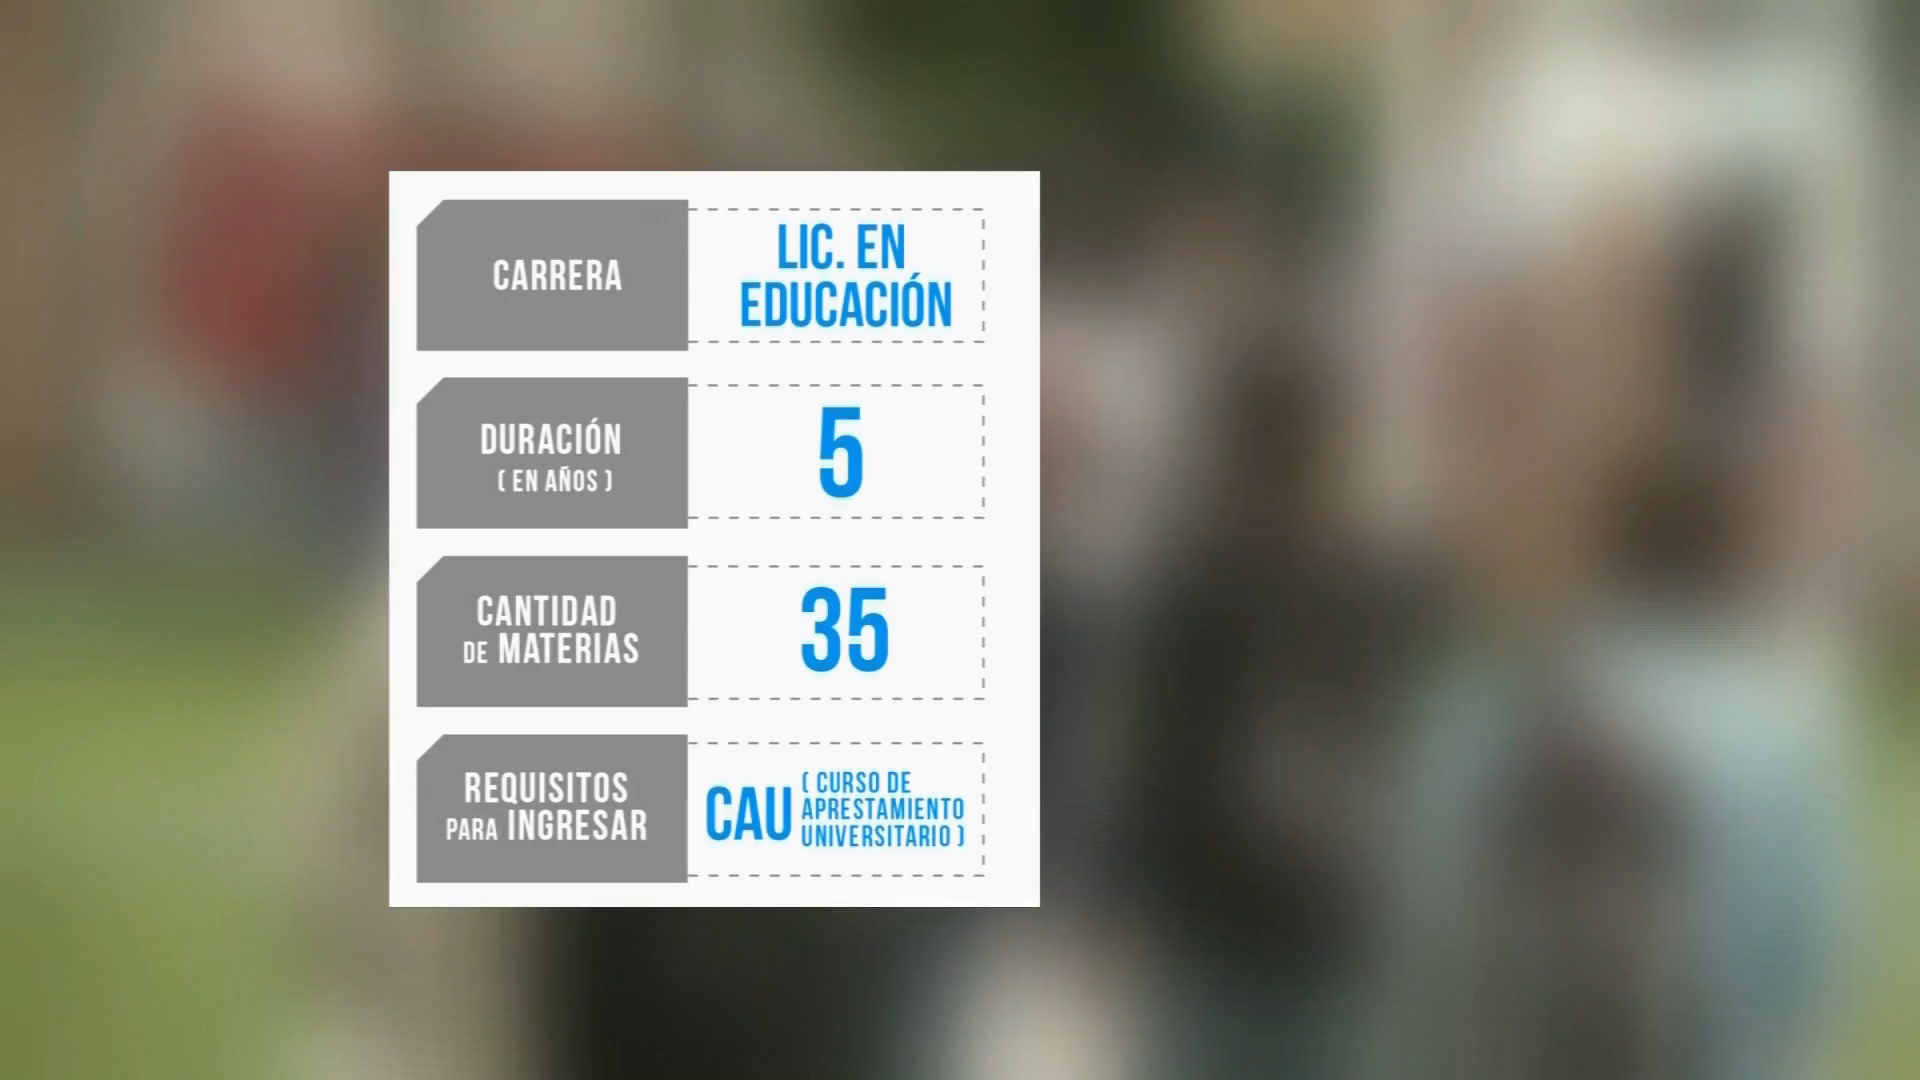 CARRERA
LIC. EN
EDUCACIÓN
DURACIÓN
( EN AÑOS )
5
CANTIDAD
DE MATERIAS
35
REQUISITOS
PARA INGRESAR
CAU
( CURSO DE
APRESTAMIENTO
UNIVERSITARIO )